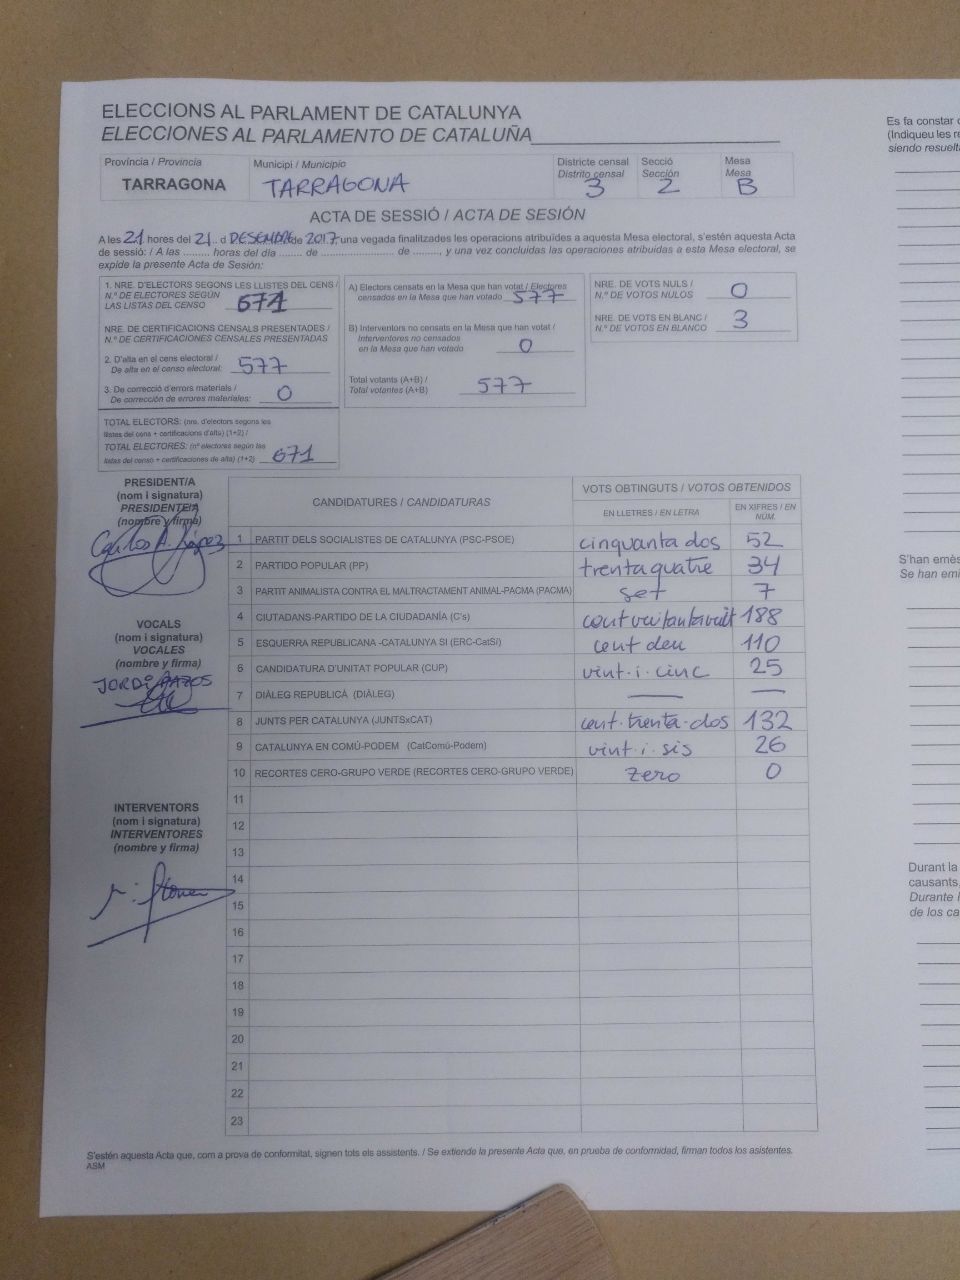 ELECCIONS AL PARLAMENT DE CATALUNYA
ELECCIONES AL PARLAMENTO DE CATALUÑA
Província / Provincia
TARRAGONA
Municipi / Municipio
TARRAGONA
Districte censal
Distrito censal
3
Secció
Sección
2
Mesa
Mesa
B
ACTA DE SESSIÓ / ACTA DE SESIÓN
A les 21 hores del 21 d DESEMBRE de 2017 una vegada finalitzades les operacions atribuïdes a aquesta Mesa electoral, s'estén aquesta Acta
de sessió: / A las ......... horas del día ........ de ......................... de ........., y una vez concluidas las operaciones atribuidas a esta Mesa electoral, se
expide la presente Acta de Sesión:
1. NRE. D'ELECTORS SEGONS LES LLISTES DEL CENS /
N.º DE ELECTORES SEGÚN
LAS LISTAS DEL CENSO 671
NRE. DE CERTIFICACIONS CENSALS PRESENTADES /
N.º DE CERTIFICACIONES CENSALES PRESENTADAS
2. D'alta en el cens electoral /
De alta en el censo electoral: 577
3. De correcció d'errors materials /
De corrección de errores materiales: 0
TOTAL ELECTORS: (nre. d'electors segons les
llistes del cens + certificacions d'alta) (1+2) /
TOTAL ELECTORES: (nº electores según las
listas del censo + certificaciones de alta) (1+2) 671
A) Electors censats en la Mesa que han votat / Electores
censados en la Mesa que han votado 577
B) Interventors no censats en la Mesa que han votat /
Interventores no censados
en la Mesa que han votado 0
Total votants (A+B) /
Total votantes (A+B) 577
NRE. DE VOTS NULS /
N.º DE VOTOS NULOS 0
NRE. DE VOTS EN BLANC /
N.º DE VOTOS EN BLANCO 3
PRESIDENT/A
(nom i signatura)
PRESIDENTE/A
(nombre y firma)
Carlos A. López
VOCALS
(nom i signatura)
VOCALES
(nombre y firma)
JORDI PAZOS
INTERVENTORS
(nom i signatura)
INTERVENTORES
(nombre y firma)
CANDIDATURES / CANDIDATURAS
VOTS OBTINGUTS / VOTOS OBTENIDOS
EN LLETRES / EN LETRA
EN XIFRES / EN
NÚM.
1 PARTIT DELS SOCIALISTES DE CATALUNYA (PSC-PSOE) cinquanta dos 52
2 PARTIDO POPULAR (PP) trenta quatre 34
3 PARTIT ANIMALISTA CONTRA EL MALTRACTAMENT ANIMAL-PACMA (PACMA) set 7
4 CIUTADANS-PARTIDO DE LA CIUDADANÍA (C's) cent vuitantavuit 188
5 ESQUERRA REPUBLICANA -CATALUNYA SÍ (ERC-CatSí) cent deu 110
6 CANDIDATURA D'UNITAT POPULAR (CUP) vint-i-cinc 25
7 DIÀLEG REPUBLICÀ (DIÀLEG) — —
8 JUNTS PER CATALUNYA (JUNTSxCAT) cent-trenta-dos 132
9 CATALUNYA EN COMÚ-PODEM (CatComú-Podem) vint-i-sis 26
10 RECORTES CERO-GRUPO VERDE (RECORTES CERO-GRUPO VERDE) zero 0
11
12
13
14
15
16
17
18
19
20
21
22
23
S'estén aquesta Acta que, com a prova de conformitat, signen tots els assistents. / Se extiende la presente Acta que, en prueba de conformidad, firman todos los asistentes.
ASM
Es fa constar
(Indiqueu les
siendo
S'han
Se han
Durant la
causants,
Durante
de los